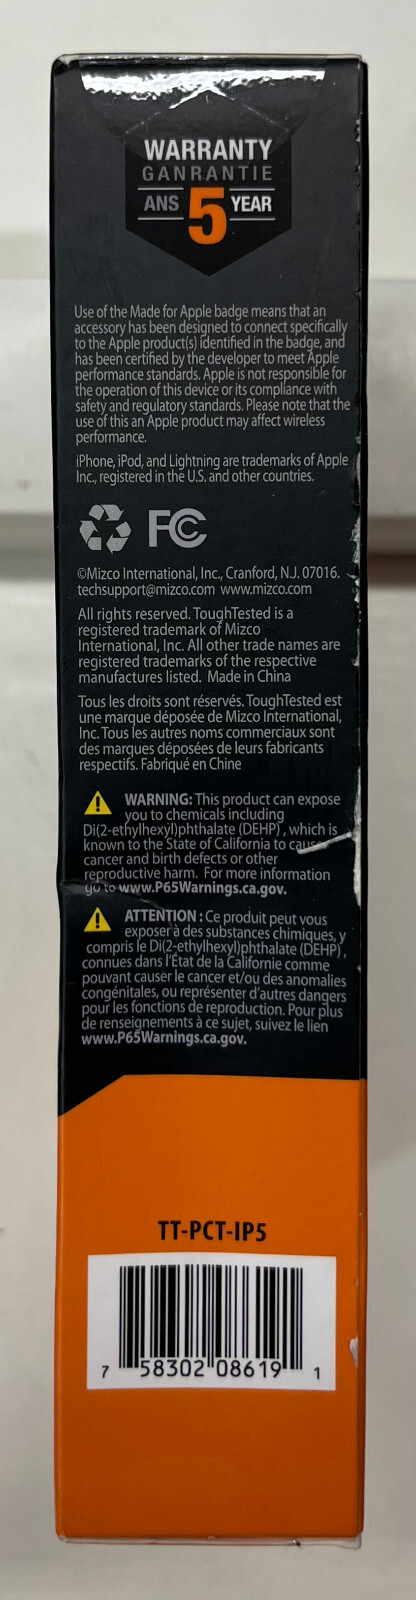 WARRANTY
GANRANTIE
ANS 5 YEAR
Use of the Made for Apple badge means that an
accessory has been designed to connect specifically
to the Apple product(s) identified in the badge, and
has been certified by the developer to meet Apple
performance standards. Apple is not responsible for
the operation of this device or its compliance with
safety and regulatory standards. Please note that the
use of this an Apple product may affect wireless
performance.
iPhone, iPod, and Lightning are trademarks of Apple
Inc., registered in the U.S. and other countries.
FC
©Mizco International, Inc., Cranford, N.J. 07016.
techsupport@mizco.com www.mizco.com
All rights reserved. ToughTested is a
registered trademark of Mizco
International, Inc. All other trade names are
registered trademarks of the respective
manufactures listed. Made in China
Tous les droits sont réservés. ToughTested est
une marque déposée de Mizco International,
Inc. Tous les autres noms commerciaux sont
des marques déposées de leurs fabricants
respectifs. Fabriqué en Chine
WARNING: This product can expose
you to chemicals including
Di(2-ethylhexyl)phthalate (DEHP) , which is
known to the State of California to cause
cancer and birth defects or other
reproductive harm. For more information
go to www.P65Warnings.ca.gov.
ATTENTION : Ce produit peut vous
exposer à des substances chimiques, y
compris le Di(2-ethylhexyl)phthalate (DEHP) ,
connues dans l'État de la Californie comme
pouvant causer le cancer et/ou des anomalies
congénitales, ou représenter d'autres dangers
pour les fonctions de reproduction. Pour plus
de renseignements à ce sujet, suivez le lien
www.P65Warnings.ca.gov.
TT-PCT-IP5
7 58302 08619 1